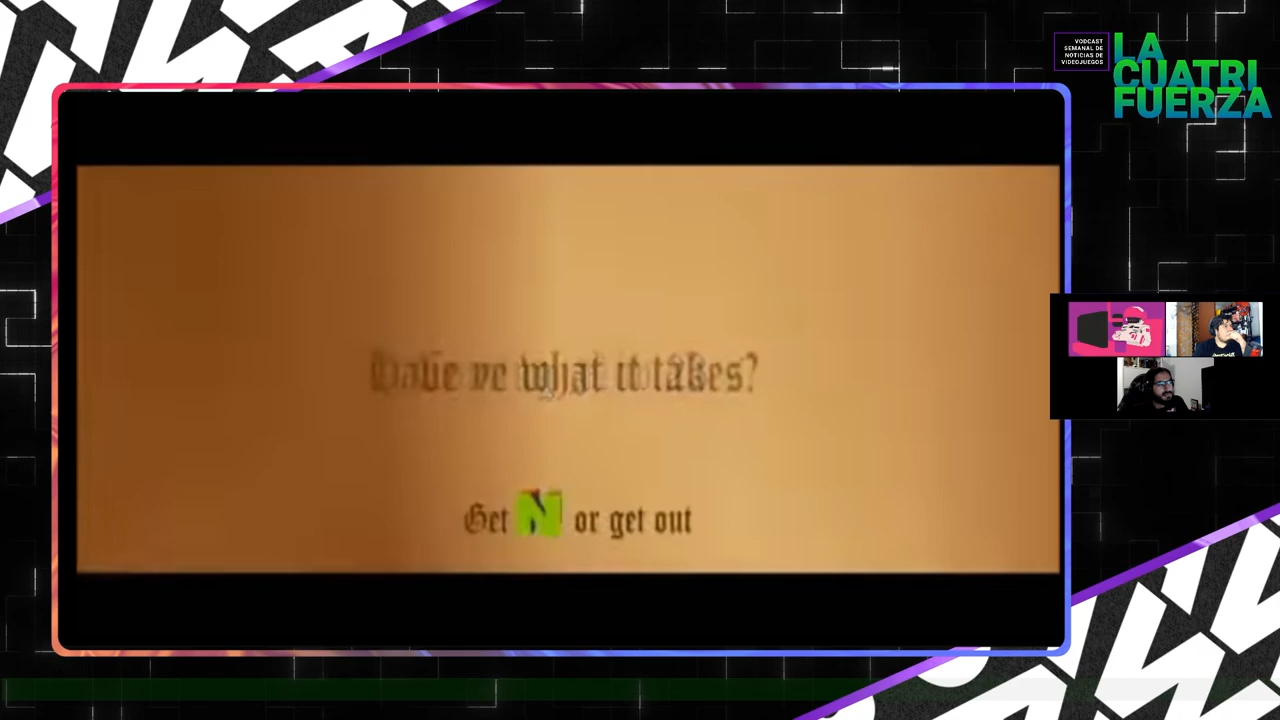 VODCAST
SEMANAL DE
NOTICIAS DE
VIDEOJUEGOS
LA
CUATRI
FUERZA
Have ye what it takes?
Get N or get out